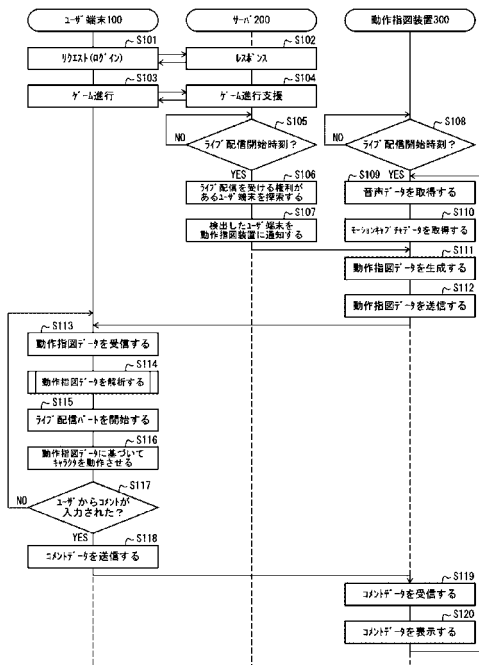 ユーザ端末100
サーバ200
動作指図装置300
S101
リクエスト(ログイン)
S102
レスポンス
S103
ゲーム進行
S104
ゲーム進行支援
S105
ライブ配信開始時刻?
NO
YES
S106
ライブ配信を受ける権利が
あるユーザ端末を探索する
S107
検出したユーザ端末を
動作指図装置に通知する
S108
ライブ配信開始時刻?
NO
YES
S109
音声データを取得する
S110
モーションキャプチャデータを取得する
S111
動作指図データを生成する
S112
動作指図データを送信する
S113
動作指図データを受信する
S114
動作指図データを解析する
S115
ライブ配信パートを開始する
S116
動作指図データに基づいて
キャラクタを動作させる
S117
ユーザからコメントが
入力された?
NO
YES
S118
コメントデータを送信する
S119
コメントデータを受信する
S120
コメントデータを表示する